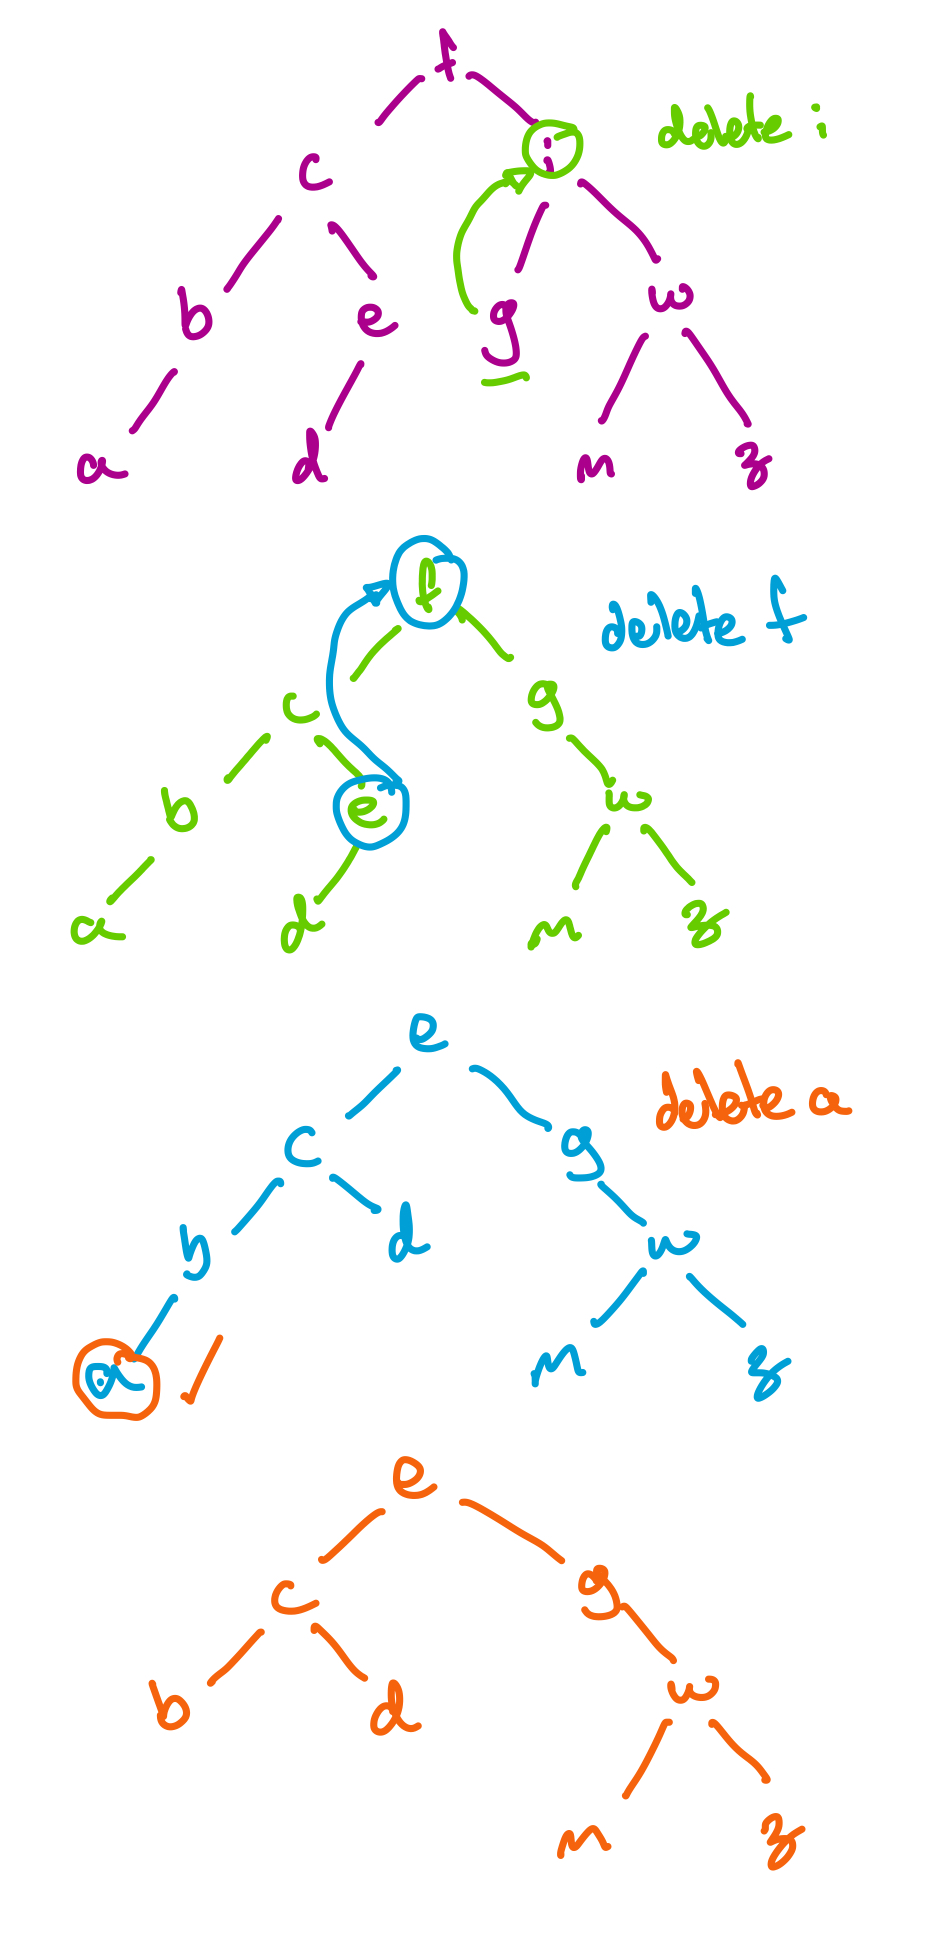 f
delete i
c i
b e g w
a d m z
f
delete f
c g
b e w
a d m z
e
delete a
c g
b d w
a m z
e
c g
b d w
m z